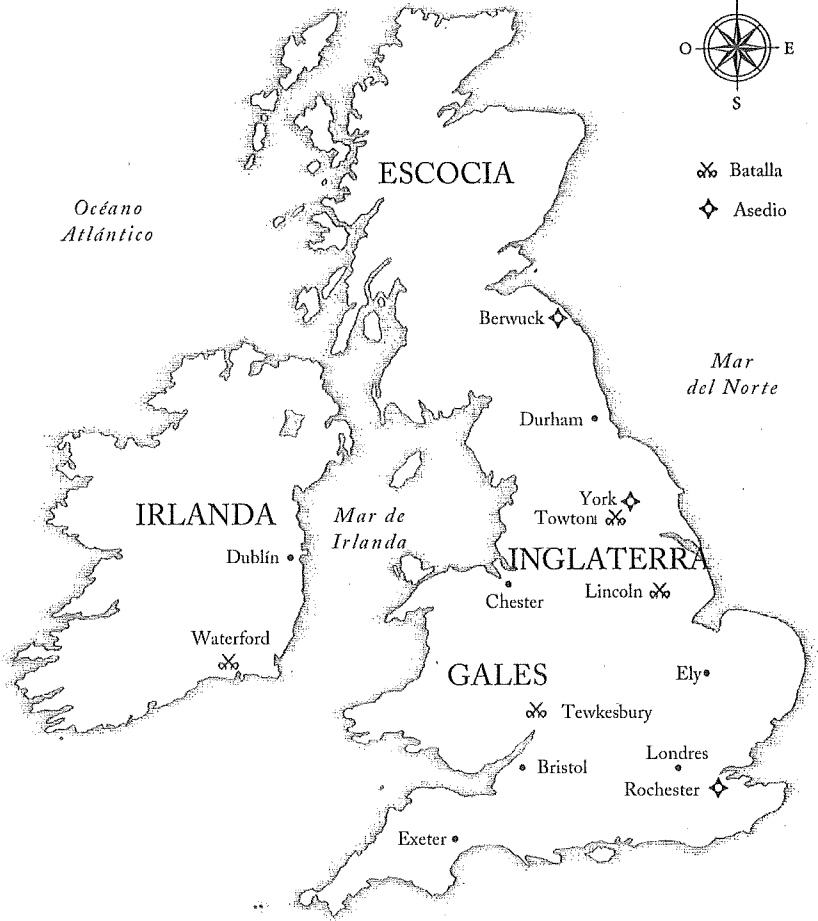 O
E
S
ESCOCIA
Batalla
Asedio
Océano
Atlántico
Berwuck
Mar
del Norte
Durham
York
Towton
IRLANDA
Mar de
Irlanda
Dublín
INGLATERRA
Chester
Lincoln
Waterford
GALES
Ely
Tewkesbury
Londres
Bristol
Rochester
Exeter